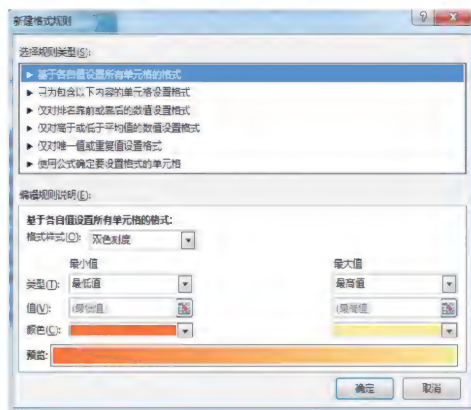 新建格式规则
选择规则类型(S):
► 基于各自值设置所有单元格的格式
► 只为包含以下内容的单元格设置格式
► 仅对排名靠前或靠后的数值设置格式
► 仅对高于或低于平均值的数值设置格式
► 仅对唯一值或重复值设置格式
► 使用公式确定要设置格式的单元格
编辑规则说明(E):
基于各自值设置所有单元格的格式:
格式样式(O): 双色刻度
最小值 最大值
类型(T): 最低值 最高值
值(V): (最低值) (最高值)
颜色(C):
预览:
确定 取消